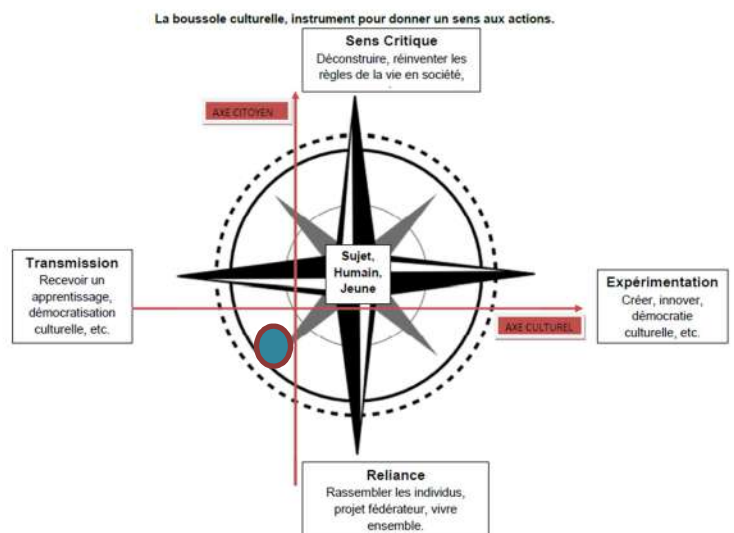 La boussole culturelle, instrument pour donner un sens aux actions.
Sens Critique
Déconstruire, réinventer les
règles de la vie en société,
.
AXE CITOYEN
Transmission
Recevoir un
apprentissage,
démocratisation
culturelle, etc.
Sujet,
Humain,
Jeune
Expérimentation
Créer, innover,
démocratie
culturelle, etc.
AXE CULTUREL
Reliance
Rassembler les individus,
projet fédérateur, vivre
ensemble.